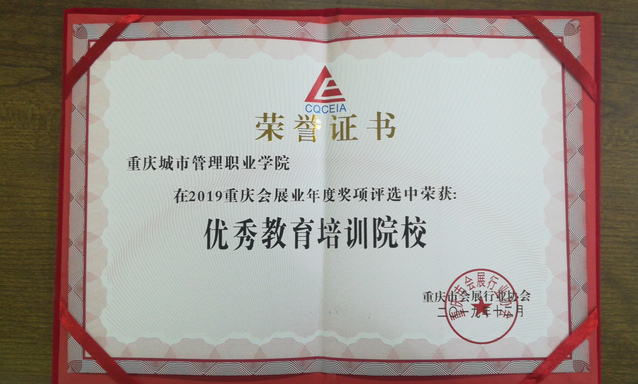 CQCEIA
荣誉证书
重庆城市管理职业学院
在2019重庆会展业年度奖项评选中荣获:
优秀教育培训院校
重庆市会展行业协会